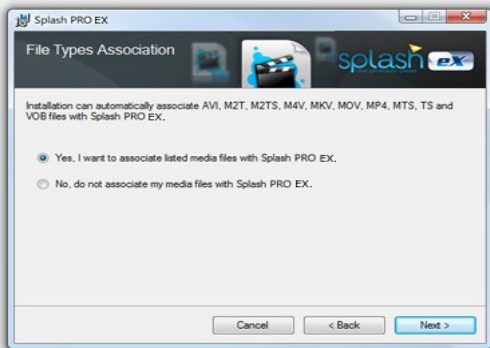 Splash PRO EX
File Types Association
splash eX
Installation can automatically associate AVI, M2T, M2TS, M4V, MKV, MOV, MP4, MTS, TS and
VOB files with Splash PRO EX.
Yes, I want to associate listed media files with Splash PRO EX.
No, do not associate my media files with Splash PRO EX.
Cancel
< Back
Next >